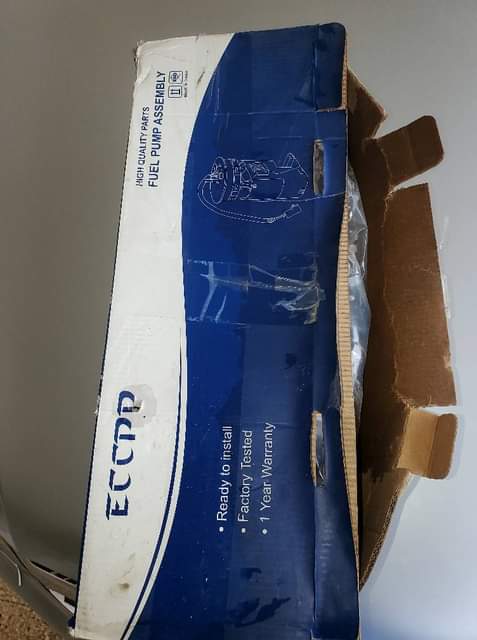 HIGH QUALITY PARTS
FUEL PUMP ASSEMBLY
ECCPP
• Ready to install
• Factory Tested
• 1 Year Warranty